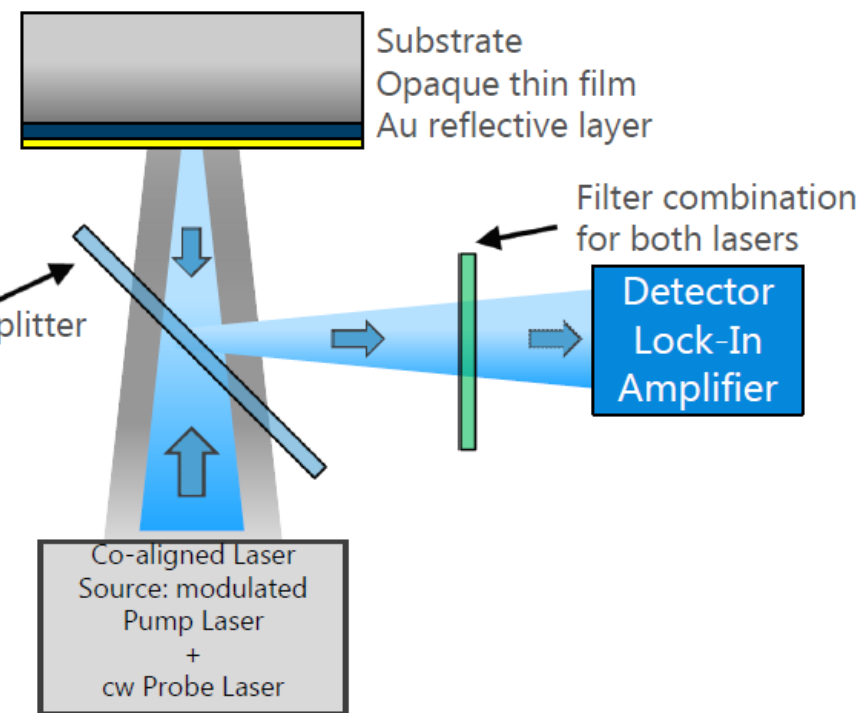 Substrate
Opaque thin film
Au reflective layer
Filter combination
for both lasers
plitter
Detector
Lock-In
Amplifier
Co-aligned Laser
Source: modulated
Pump Laser
+
cw Probe Laser